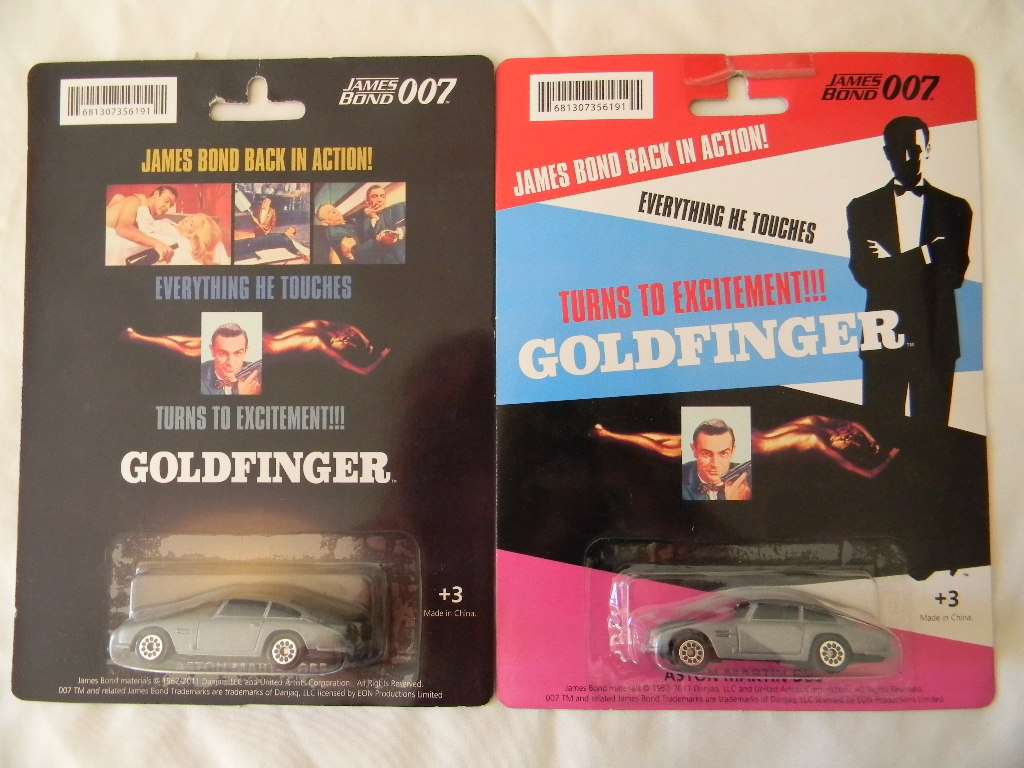 681307356191
JAMES BOND 007
JAMES BOND BACK IN ACTION!
EVERYTHING HE TOUCHES
TURNS TO EXCITEMENT!!!
GOLDFINGER
+3
Made in China.
ASTON MARTIN DB5
James Bond materials © 1962-2011 Danjaq, LLC and United Artists Corporation. All Rights Reserved.
007 TM and related James Bond Trademarks are trademarks of Danjaq, LLC licensed by EON Productions Limited
681307356191
JAMES BOND 007
JAMES BOND BACK IN ACTION!
EVERYTHING HE TOUCHES
TURNS TO EXCITEMENT!!!
GOLDFINGER™
+3
Made in China.
ASTON MARTIN DB5
James Bond materials © 1962-2011 Danjaq, LLC and United Artists Corporation. All Rights Reserved.
007 TM and related James Bond Trademarks are trademarks of Danjaq, LLC licensed by EON Productions Limited